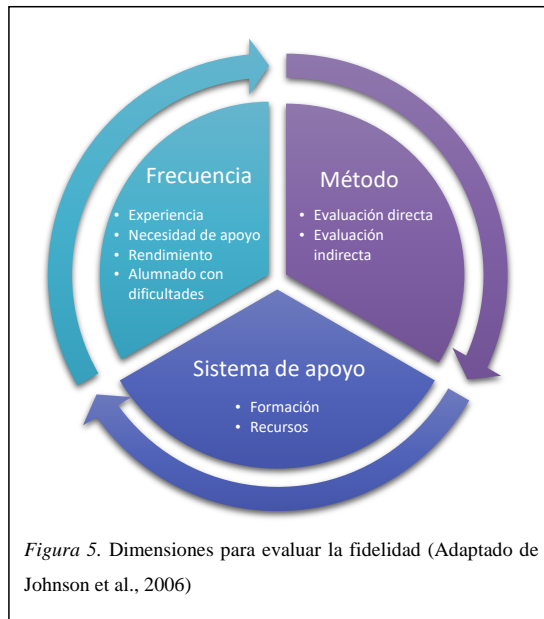 Frecuencia
• Experiencia
• Necesidad de apoyo
• Rendimiento
• Alumnado con
dificultades
Método
• Evaluación directa
• Evaluación
indirecta
Sistema de apoyo
• Formación
• Recursos
Figura 5. Dimensiones para evaluar la fidelidad (Adaptado de
Johnson et al., 2006)